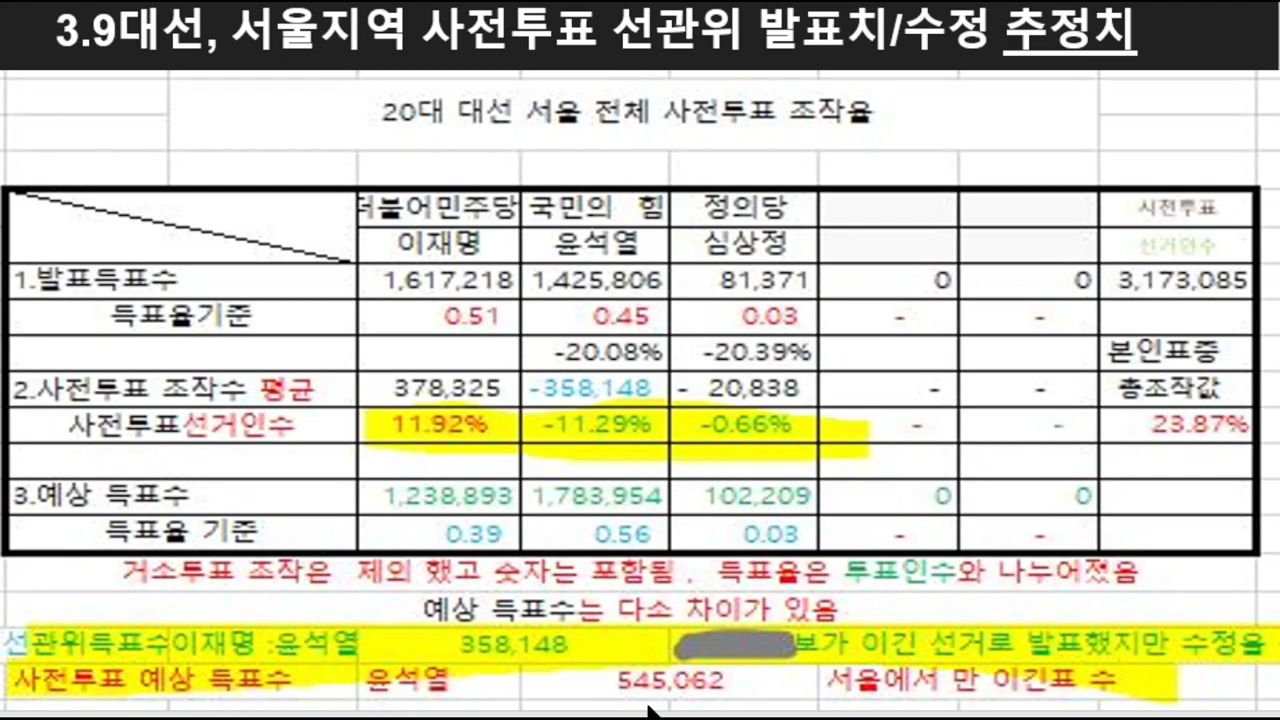 3.9대선, 서울지역 사전투표 선관위 발표치/수정 추정치
20대 대선 서울 전체 사전투표 조작율
더불어민주당 국민의 힘 정의당 사전투표
이재명 윤석열 심상정 선거인수
1.발표득표수 1,617,218 1,425,806 81,371 0 0 3,173,085
득표율기준 0.51 0.45 0.03 - -
-20.08% -20.39% 본인표중
2.사전투표 조작수 평균 378,325 -358,148 - 20,838 - - 총조작값
사전투표선거인수 11.92% -11.29% -0.66% - - 23.87%
3.예상 득표수 1,238,893 1,783,954 102,209 0 0
득표율 기준 0.39 0.56 0.03 - -
거소투표 조작은 제외 했고 숫자는 포함됨 . 득표율은 투표인수와 나누어졌음
예상 득표수는 다소 차이가 있음
선관위득표수이재명 :윤석열 358,148 보가 이긴 선거로 발표했지만 수정을
사전투표 예상 득표수 윤석열 545,062 서울에서 만 이긴표 수